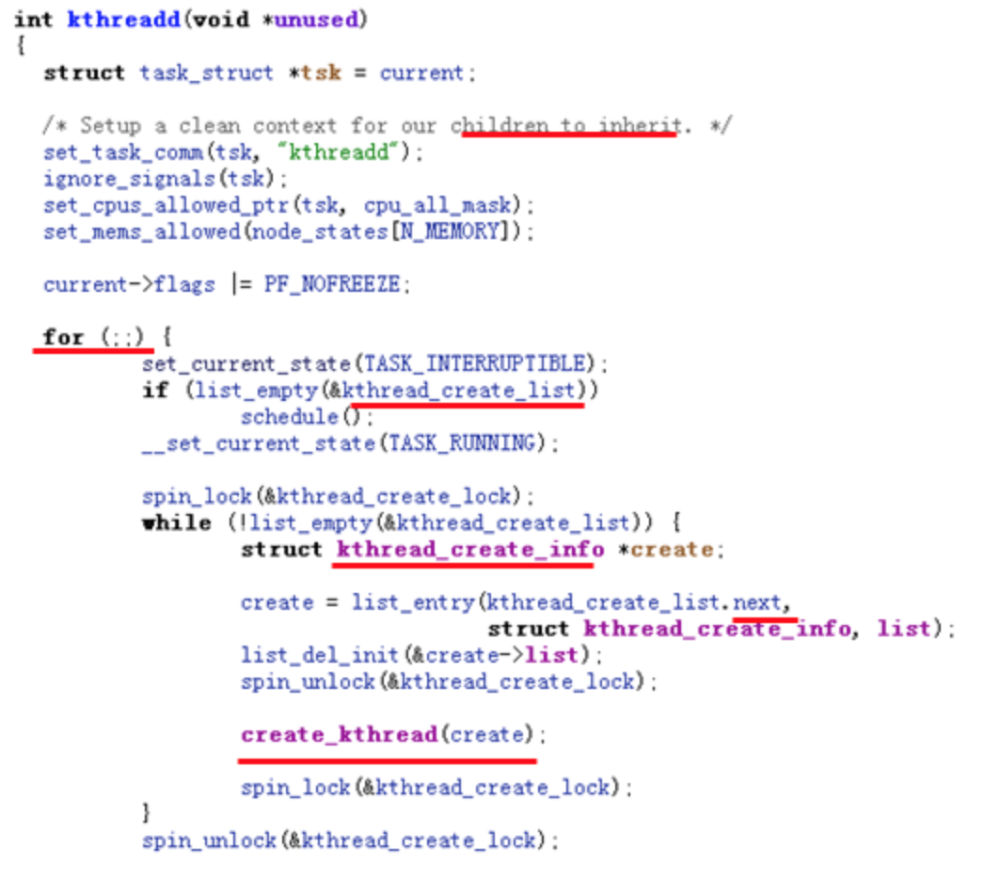 int kthreadd(void *unused)
{
struct task_struct *tsk = current;
/* Setup a clean context for our children to inherit. */
set_task_comm(tsk, "kthreadd");
ignore_signals(tsk);
set_cpus_allowed_ptr(tsk, cpu_all_mask);
set_mems_allowed(node_states[N_MEMORY]);
current->flags |= PF_NOFREEZE;
for (;;) {
set_current_state(TASK_INTERRUPTIBLE);
if (list_empty(&kthread_create_list))
schedule();
__set_current_state(TASK_RUNNING);
spin_lock(&kthread_create_lock);
while (!list_empty(&kthread_create_list)) {
struct kthread_create_info *create;
create = list_entry(kthread_create_list.next,
struct kthread_create_info, list);
list_del_init(&create->list);
spin_unlock(&kthread_create_lock);
create_kthread(create);
spin_lock(&kthread_create_lock);
}
spin_unlock(&kthread_create_lock);